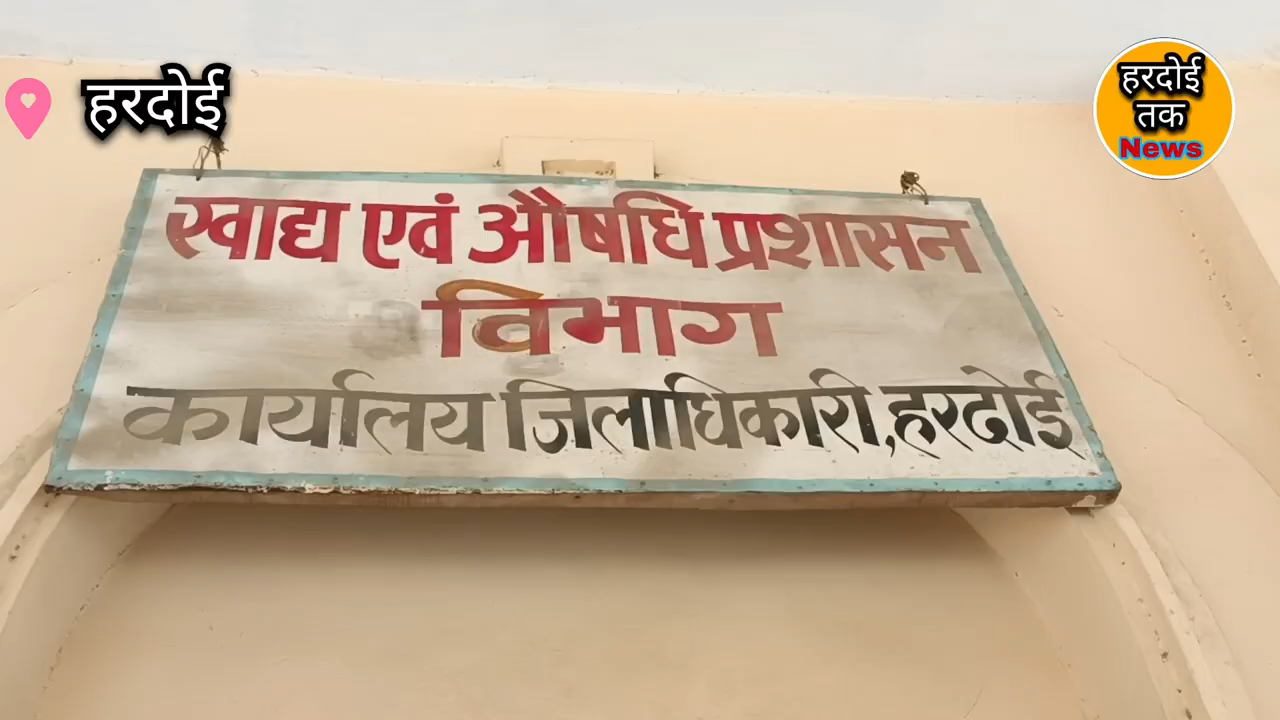 हरदोई
हरदोई
तक
News
खाद्य एवं औषधि प्रशासन
विभाग
कार्यालय जिलाधिकारी,हरदोई